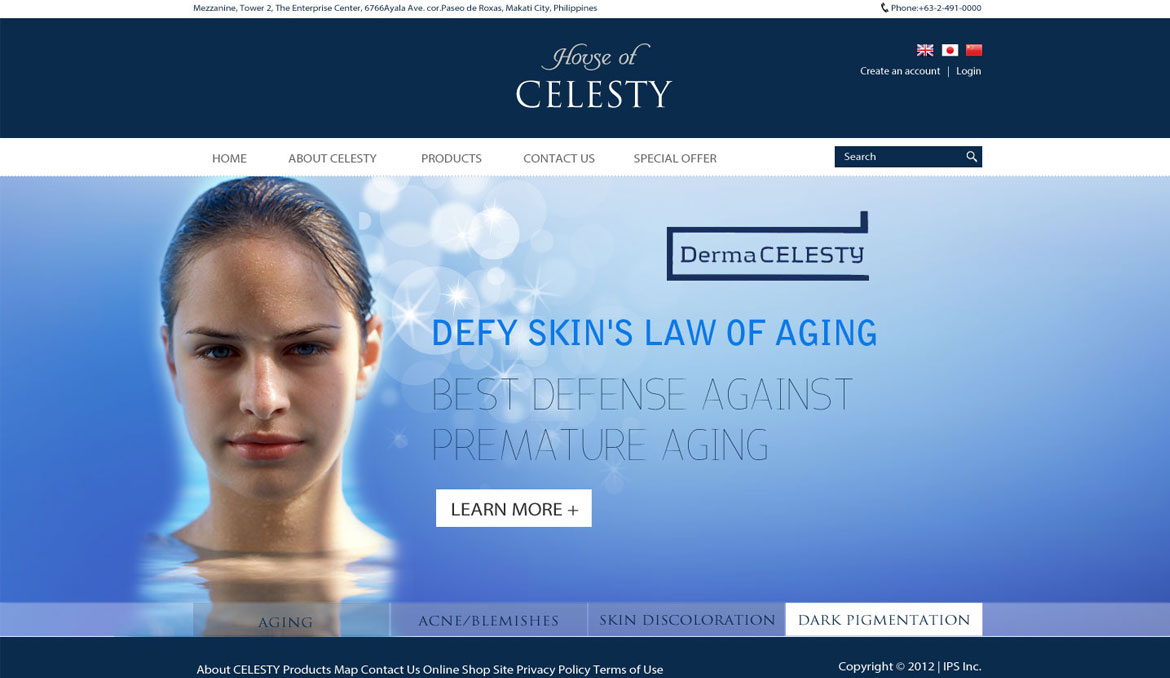 Mezzanine, Tower 2, The Enterprise Center, 6766Ayala Ave. cor.Paseo de Roxas, Makati City, Philippines
Phone:+63-2-491-0000
House of
CELESTY
Create an account | Login
HOME ABOUT CELESTY PRODUCTS CONTACT US SPECIAL OFFER Search
DermaCELESTY
DEFY SKIN'S LAW OF AGING
BEST DEFENSE AGAINST
PREMATURE AGING
LEARN MORE +
AGING ACNE/BLEMISHES SKIN DISCOLORATION DARK PIGMENTATION
About CELESTY Products Map Contact Us Online Shop Site Privacy Policy Terms of Use
Copyright © 2012 | IPS Inc.